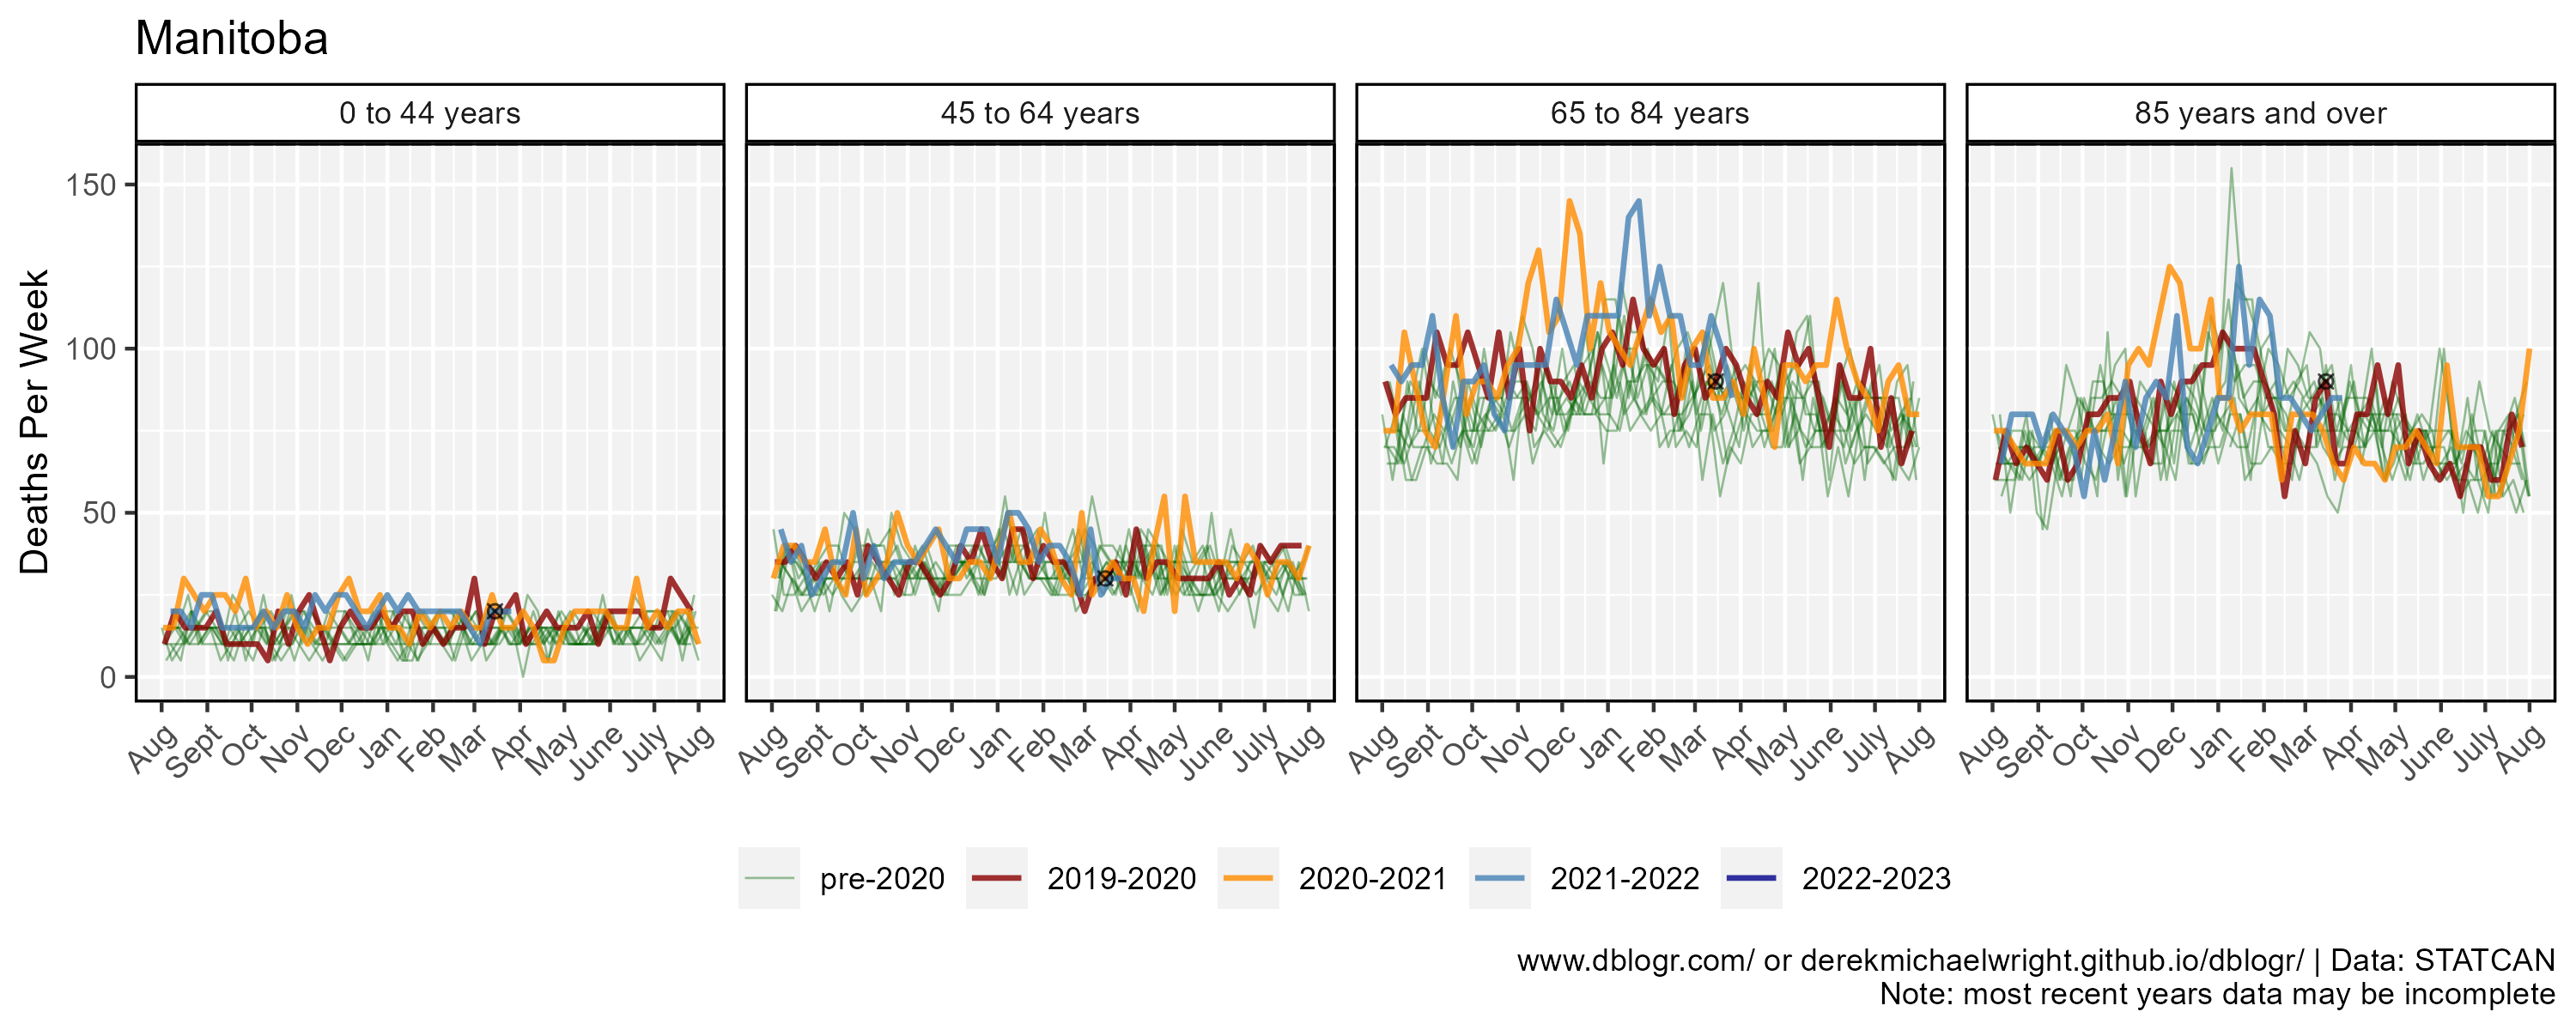 Manitoba
0 to 44 years
45 to 64 years
65 to 84 years
85 years and over
Deaths Per Week
150
100
50
0
Aug Sept Oct Nov Dec Jan Feb Mar Apr May June July Aug
Aug Sept Oct Nov Dec Jan Feb Mar Apr May June July Aug
Aug Sept Oct Nov Dec Jan Feb Mar Apr May June July Aug
Aug Sept Oct Nov Dec Jan Feb Mar Apr May June July Aug
pre-2020 2019-2020 2020-2021 2021-2022 2022-2023
www.dblogr.com/ or derekmichaelwright.github.io/dblogr/ | Data: STATCAN
Note: most recent years data may be incomplete